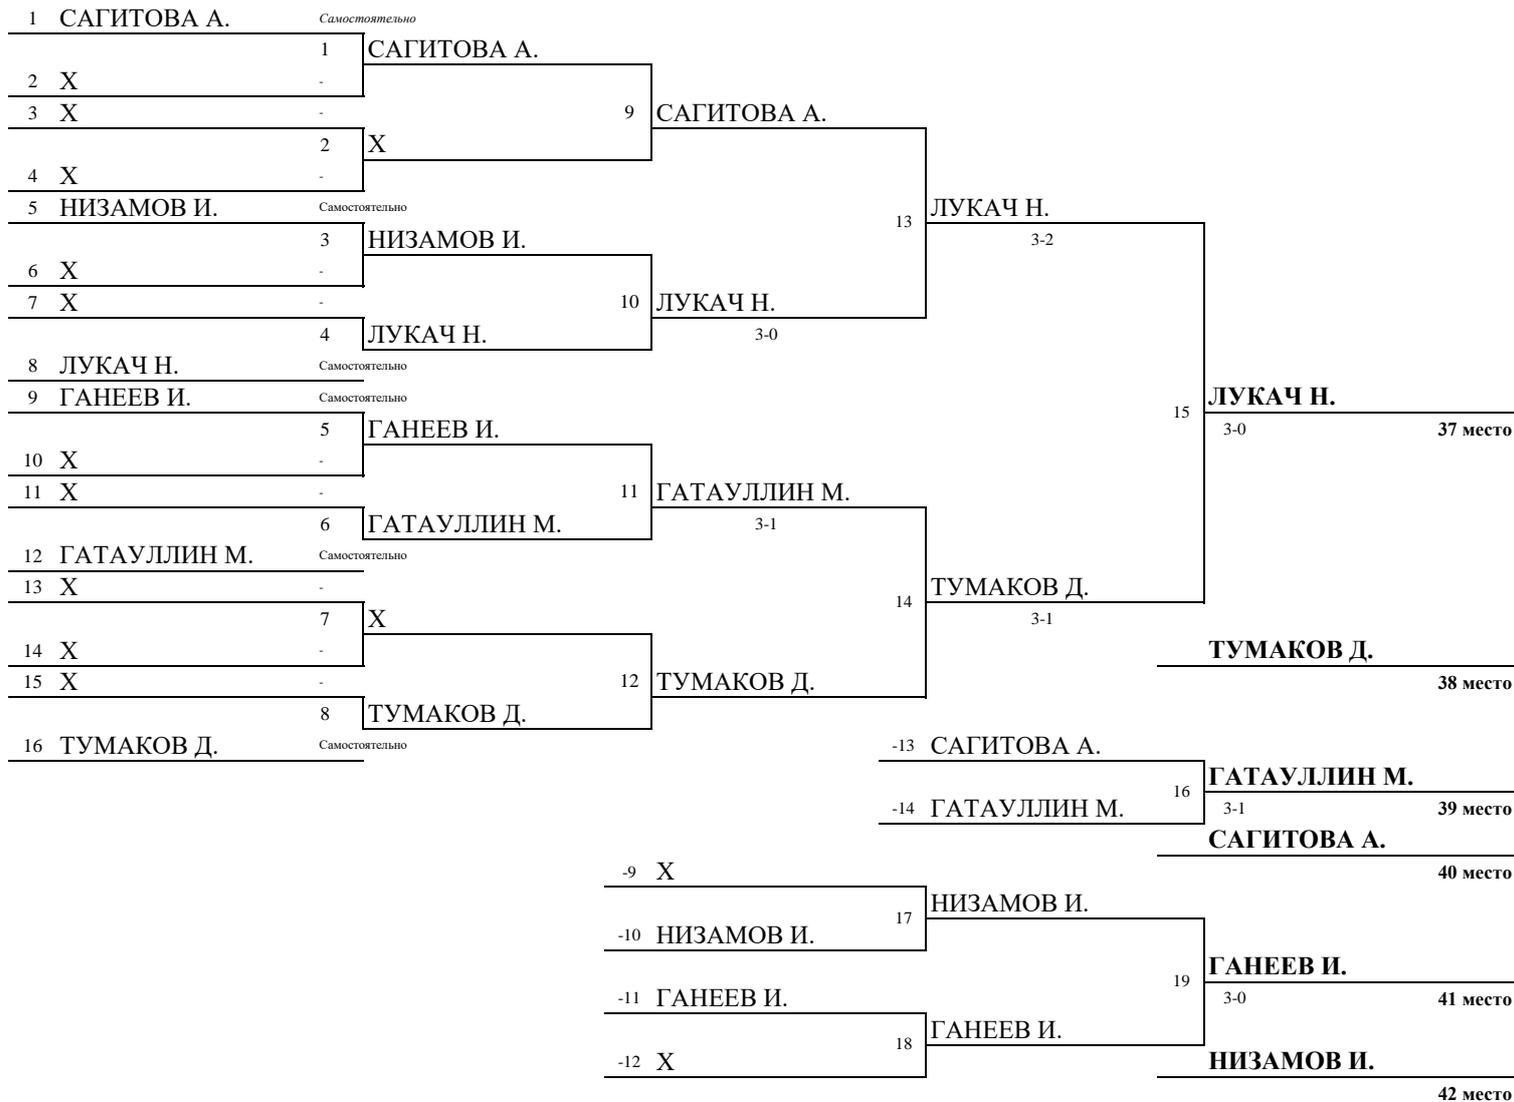 1 САГИТОВА А. Самостоятельно
1 САГИТОВА А.
2 X -
3 X - 9 САГИТОВА А.
2 X
4 X -
5 НИЗАМОВ И. Самостоятельно 13 ЛУКАЧ Н.
3 НИЗАМОВ И. 3-2
6 X -
7 X - 10 ЛУКАЧ Н.
4 ЛУКАЧ Н. 3-0
8 ЛУКАЧ Н. Самостоятельно
9 ГАНЕЕВ И. Самостоятельно 15 ЛУКАЧ Н.
5 ГАНЕЕВ И. 3-0 37 место
10 X -
11 X - 11 ГАТАУЛЛИН М.
6 ГАТАУЛЛИН М. 3-1
12 ГАТАУЛЛИН М. Самостоятельно
13 X - 14 ТУМАКОВ Д.
7 X 3-1
14 X - ТУМАКОВ Д.
15 X - 12 ТУМАКОВ Д. 38 место
8 ТУМАКОВ Д.
16 ТУМАКОВ Д. Самостоятельно -13 САГИТОВА А.
16 ГАТАУЛЛИН М.
-14 ГАТАУЛЛИН М. 3-1 39 место
САГИТОВА А.
-9 X 40 место
17 НИЗАМОВ И.
-10 НИЗАМОВ И.
19 ГАНЕЕВ И.
-11 ГАНЕЕВ И. 3-0 41 место
18 ГАНЕЕВ И.
-12 X НИЗАМОВ И.
42 место